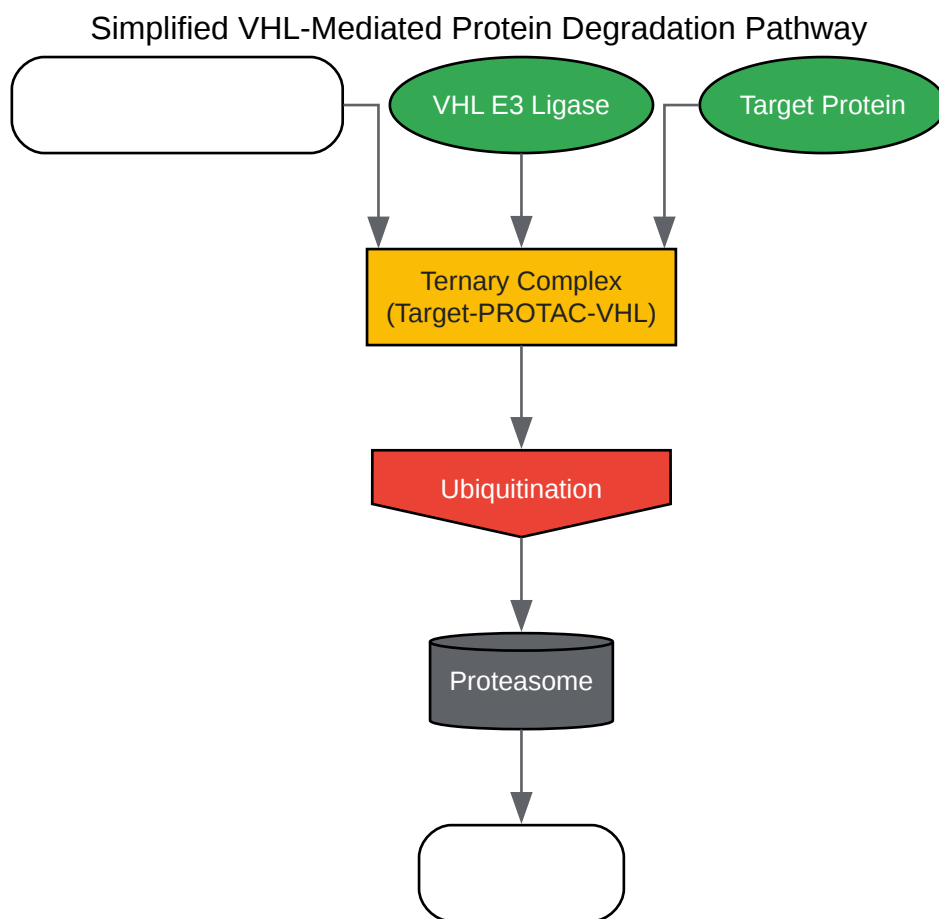 Simplified VHL-Mediated Protein Degradation Pathway
VHL E3 Ligase
Target Protein
Ternary Complex
(Target-PROTAC-VHL)
Ubiquitination
Proteasome